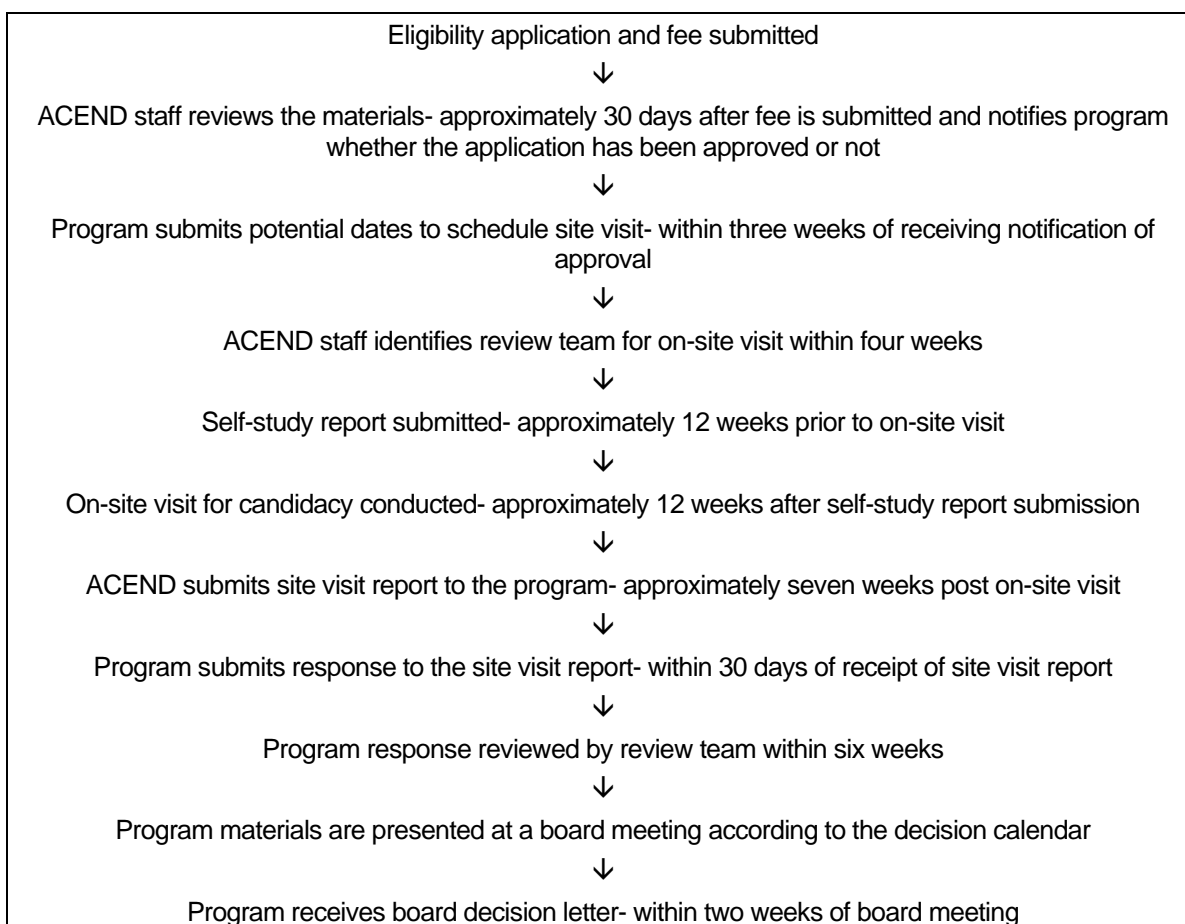 Eligibility application and fee submitted
↓
ACEND staff reviews the materials- approximately 30 days after fee is submitted and notifies program
whether the application has been approved or not
↓
Program submits potential dates to schedule site visit- within three weeks of receiving notification of
approval
↓
ACEND staff identifies review team for on-site visit within four weeks
↓
Self-study report submitted- approximately 12 weeks prior to on-site visit
↓
On-site visit for candidacy conducted- approximately 12 weeks after self-study report submission
↓
ACEND submits site visit report to the program- approximately seven weeks post on-site visit
↓
Program submits response to the site visit report- within 30 days of receipt of site visit report
↓
Program response reviewed by review team within six weeks
↓
Program materials are presented at a board meeting according to the decision calendar
↓
Program receives board decision letter- within two weeks of board meeting